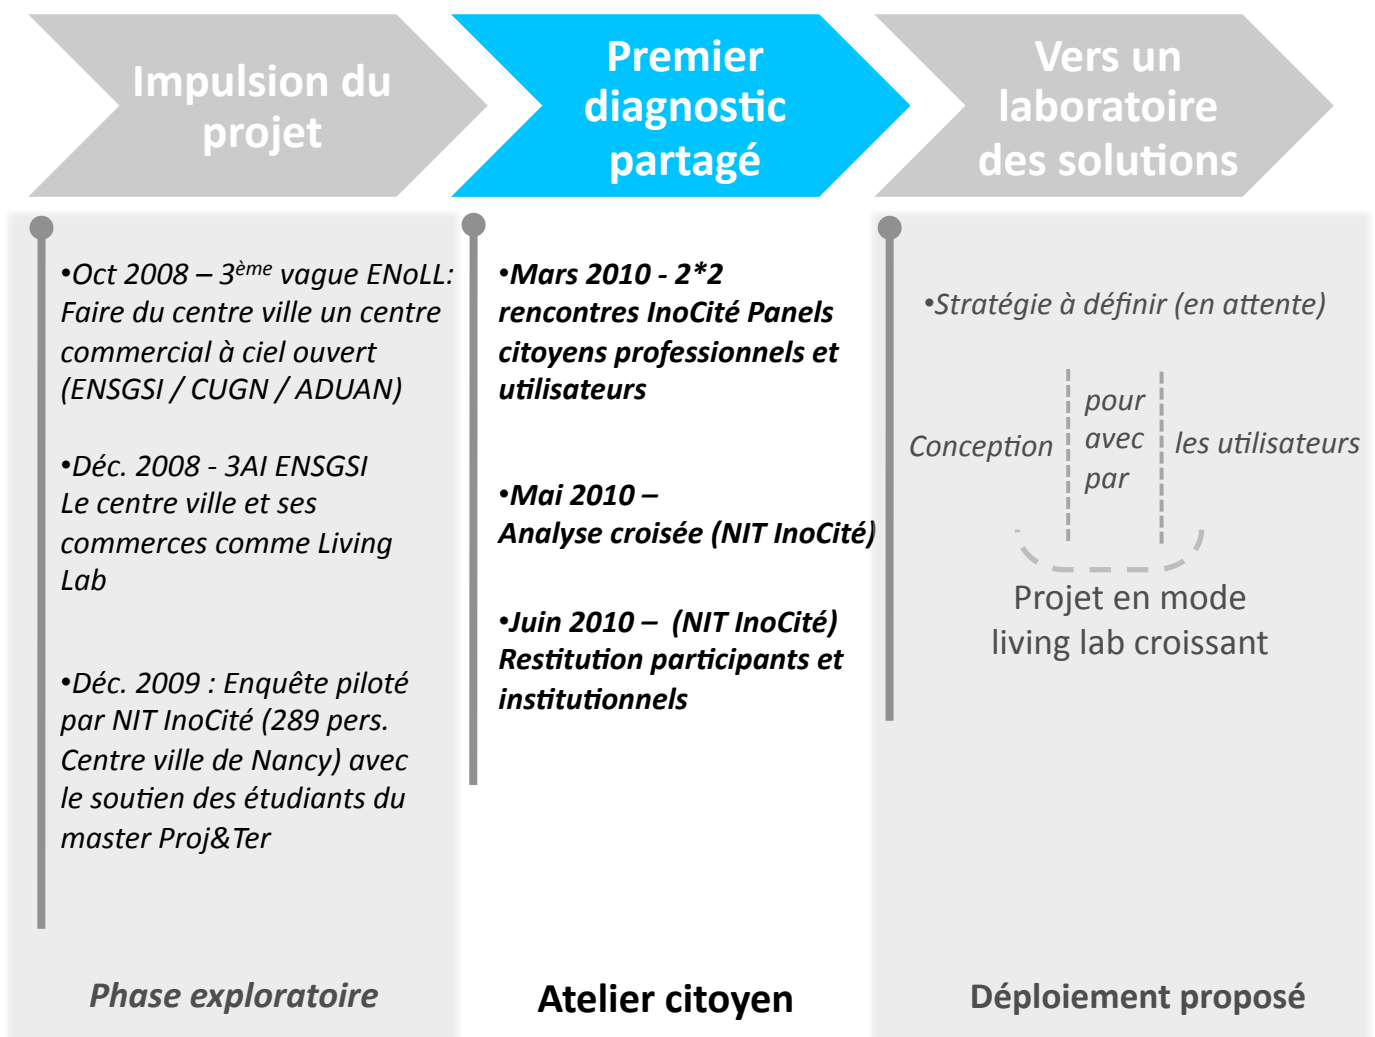 Impulsion du
projet
Premier
diagnostic
partagé
Vers un
laboratoire
des solutions
•Oct 2008 – 3ème vague ENoLL:
Faire du centre ville un centre
commercial à ciel ouvert
(ENSGSI / CUGN / ADUAN)
•Déc. 2008 - 3AI ENSGSI
Le centre ville et ses
commerces comme Living
Lab
•Déc. 2009 : Enquête piloté
par NIT InoCité (289 pers.
Centre ville de Nancy) avec
le soutien des étudiants du
master Proj&Ter
Phase exploratoire
•Mars 2010 - 2*2
rencontres InoCité Panels
citoyens professionnels et
utilisateurs
•Mai 2010 –
Analyse croisée (NIT InoCité)
•Juin 2010 – (NIT InoCité)
Restitution participants et
institutionnels
Atelier citoyen
•Stratégie à définir (en attente)
Conception
pour
avec
par
les utilisateurs
Projet en mode
living lab croissant
Déploiement proposé